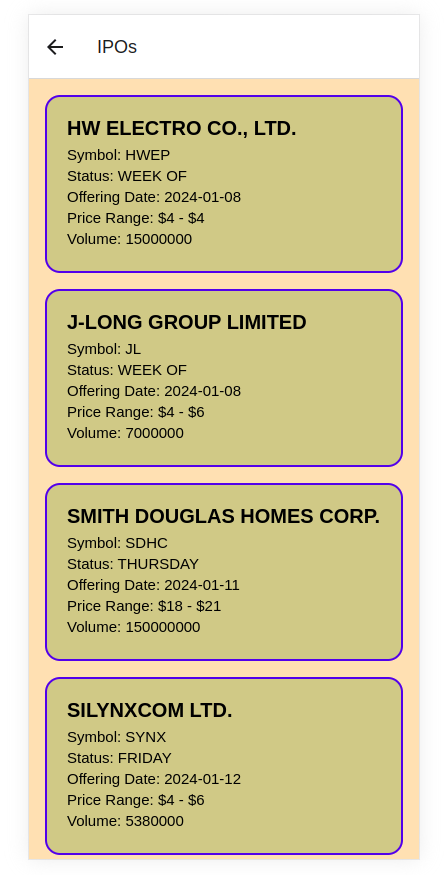 IPOs
HW ELECTRO CO., LTD.
Symbol: HWEP
Status: WEEK OF
Offering Date: 2024-01-08
Price Range: $4 - $4
Volume: 15000000
J-LONG GROUP LIMITED
Symbol: JL
Status: WEEK OF
Offering Date: 2024-01-08
Price Range: $4 - $6
Volume: 7000000
SMITH DOUGLAS HOMES CORP.
Symbol: SDHC
Status: THURSDAY
Offering Date: 2024-01-11
Price Range: $18 - $21
Volume: 150000000
SILYNXCOM LTD.
Symbol: SYNX
Status: FRIDAY
Offering Date: 2024-01-12
Price Range: $4 - $6
Volume: 5380000